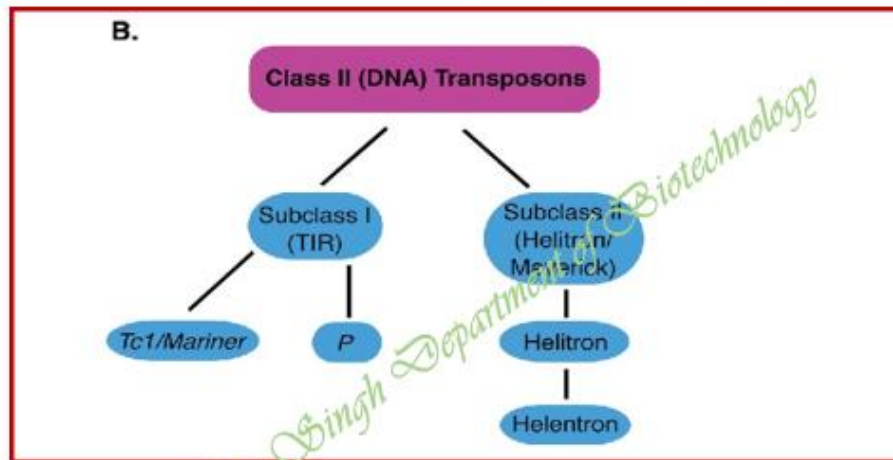 B.
Class II (DNA) Transposons
Subclass I
(TIR)
Subclass II
(Helitron/
Maverick)
Tc1/Mariner
P
Helitron
Helentron
Singh Department of Biotechnology